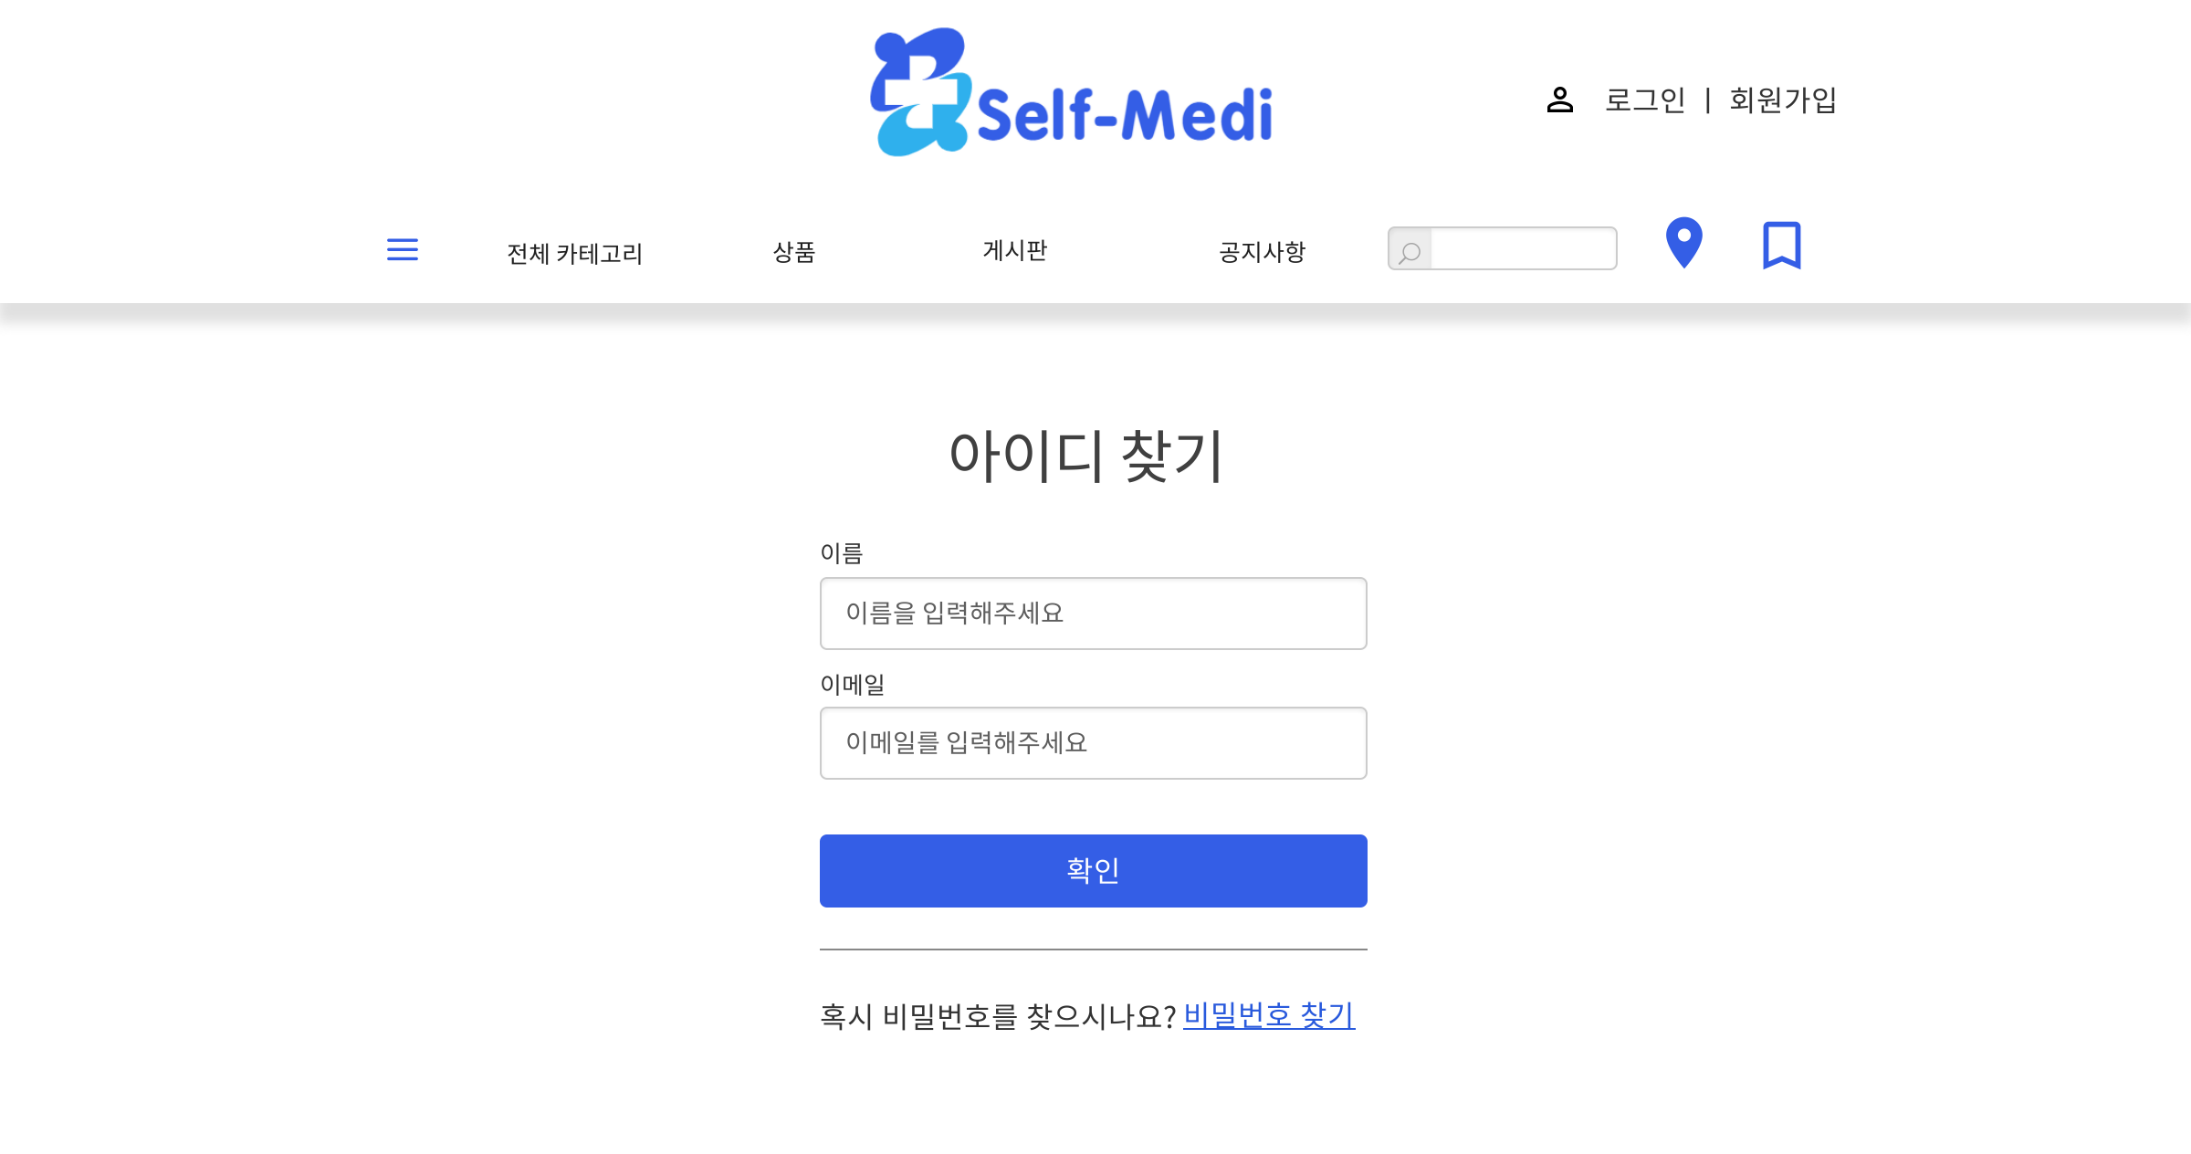 Self-Medi
로그인 | 회원가입
전체 카테고리
상품
게시판
공지사항
아이디 찾기
이름
이름을 입력해주세요
이메일
이메일를 입력해주세요
확인
혹시 비밀번호를 찾으시나요? 비밀번호 찾기